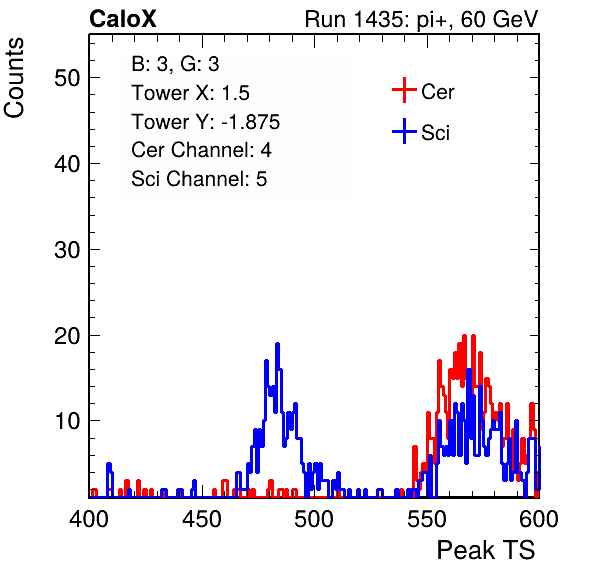 CaloX Run 1435: pi+, 60 GeV
B: 3, G: 3
Tower X: 1.5
Tower Y: -1.875
Cer Channel: 4
Sci Channel: 5
Cer
Sci
Counts
50
40
30
20
10
400 450 500 550 600
Peak TS